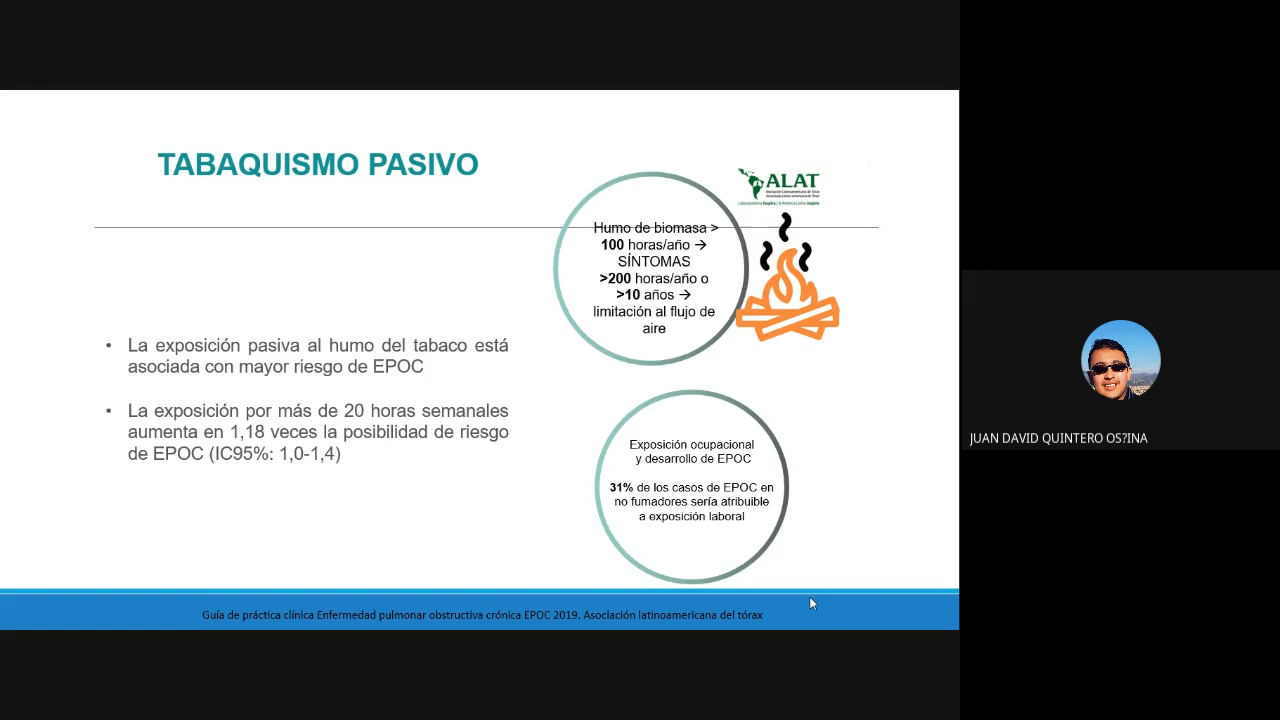 TABAQUISMO PASIVO
ALAT
Humo de biomasa >
100 horas/año →
SÍNTOMAS
>200 horas/año o
>10 años →
limitación al flujo de
aire
• La exposición pasiva al humo del tabaco está
asociada con mayor riesgo de EPOC
• La exposición por más de 20 horas semanales
aumenta en 1,18 veces la posibilidad de riesgo
de EPOC (IC95%: 1,0-1,4)
Exposición ocupacional
y desarrollo de EPOC
31% de los casos de EPOC en
no fumadores sería atribuible
a exposición laboral
Guía de práctica clínica Enfermedad pulmonar obstructiva crónica EPOC 2019. Asociación latinoamericana del tórax
JUAN DAVID QUINTERO OS?INA